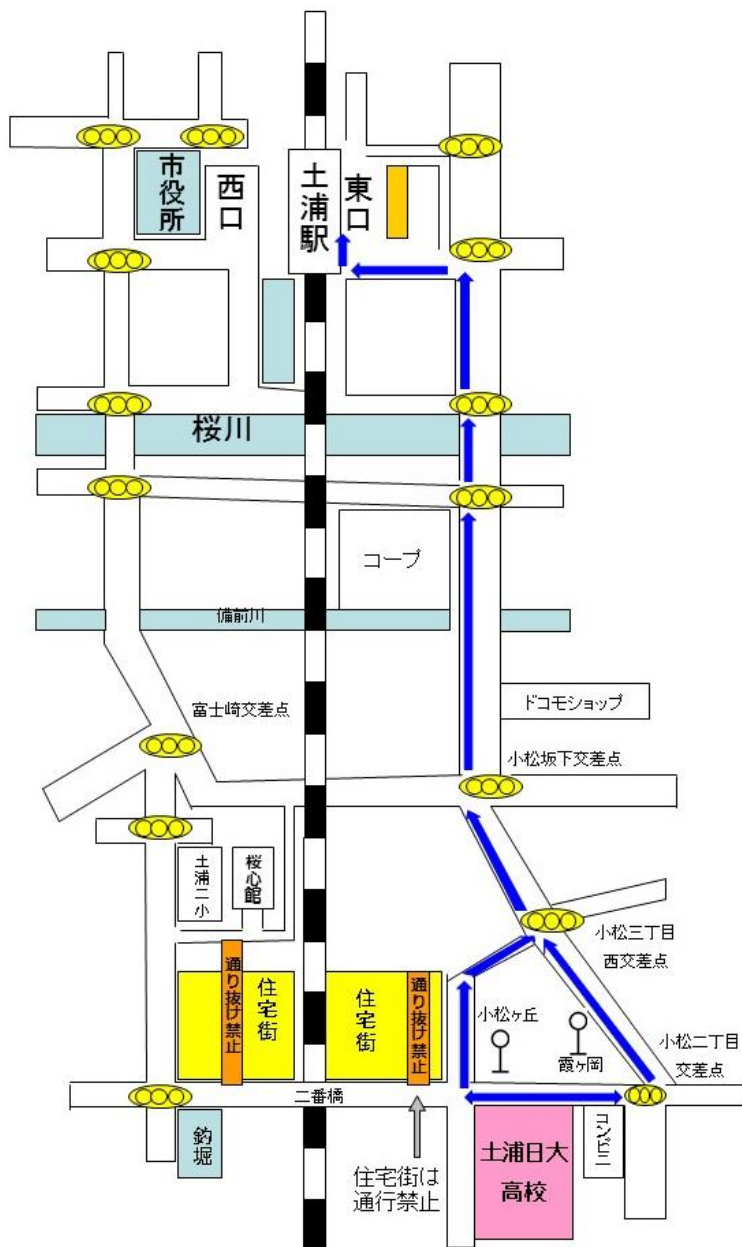 市役所
西口
土浦駅
東口
桜川
コープ
備前川
富士崎交差点
ドコモショップ
小松坂下交差点
土浦二小
桜心館
小松三丁目
西交差点
通り抜け禁止
住宅街
住宅街
通り抜け禁止
小松ヶ丘
霞ヶ岡
小松二丁目
交差点
二番橋
釣堀
住宅街は
通行禁止
土浦日大
高校
コンビニ